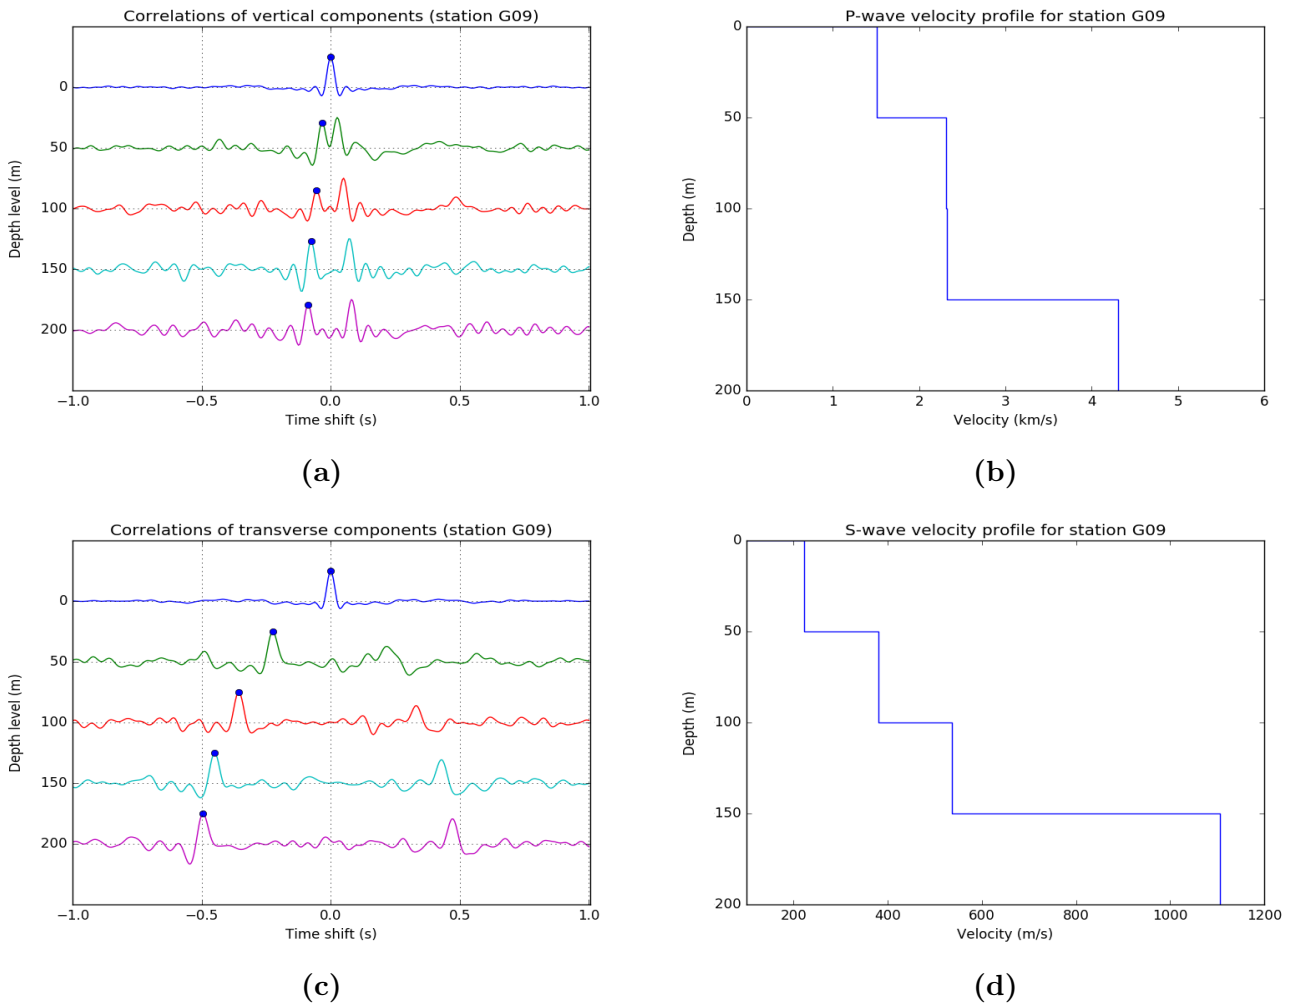 Correlations of vertical components (station G09)
Depth level (m)
0
50
100
150
200
−1.0 −0.5 0.0 0.5 1.0
Time shift (s)
(a)
P-wave velocity profile for station G09
Depth (m)
0
50
100
150
200
0 1 2 3 4 5 6
Velocity (km/s)
(b)
Correlations of transverse components (station G09)
Depth level (m)
0
50
100
150
200
−1.0 −0.5 0.0 0.5 1.0
Time shift (s)
(c)
S-wave velocity profile for station G09
Depth (m)
0
50
100
150
200
200 400 600 800 1000 1200
Velocity (m/s)
(d)